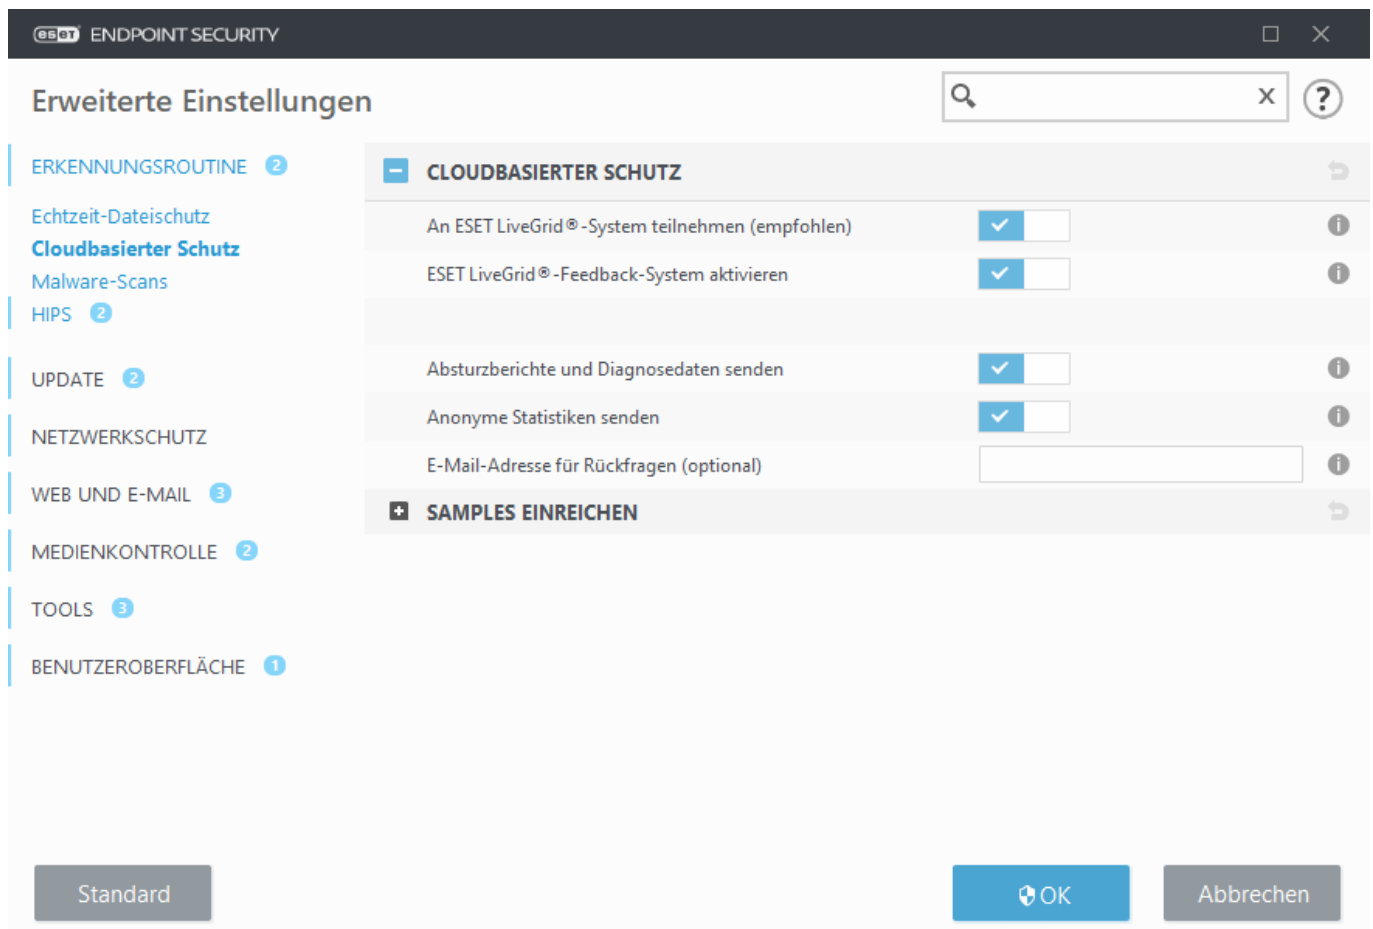 eset ENDPOINT SECURITY
Erweiterte Einstellungen
x
?
ERKENNUNGSROUTINE 2
Echtzeit-Dateischutz
Cloudbasierter Schutz
Malware-Scans
HIPS 2
UPDATE 2
NETZWERKSCHUTZ
WEB UND E-MAIL 3
MEDIENKONTROLLE 2
TOOLS 3
BENUTZEROBERFLÄCHE 1
CLOUDBASIERTER SCHUTZ
An ESET LiveGrid®-System teilnehmen (empfohlen)
ESET LiveGrid®-Feedback-System aktivieren
Absturzberichte und Diagnosedaten senden
Anonyme Statistiken senden
E-Mail-Adresse für Rückfragen (optional)
SAMPLES EINREICHEN
Standard
OK
Abbrechen